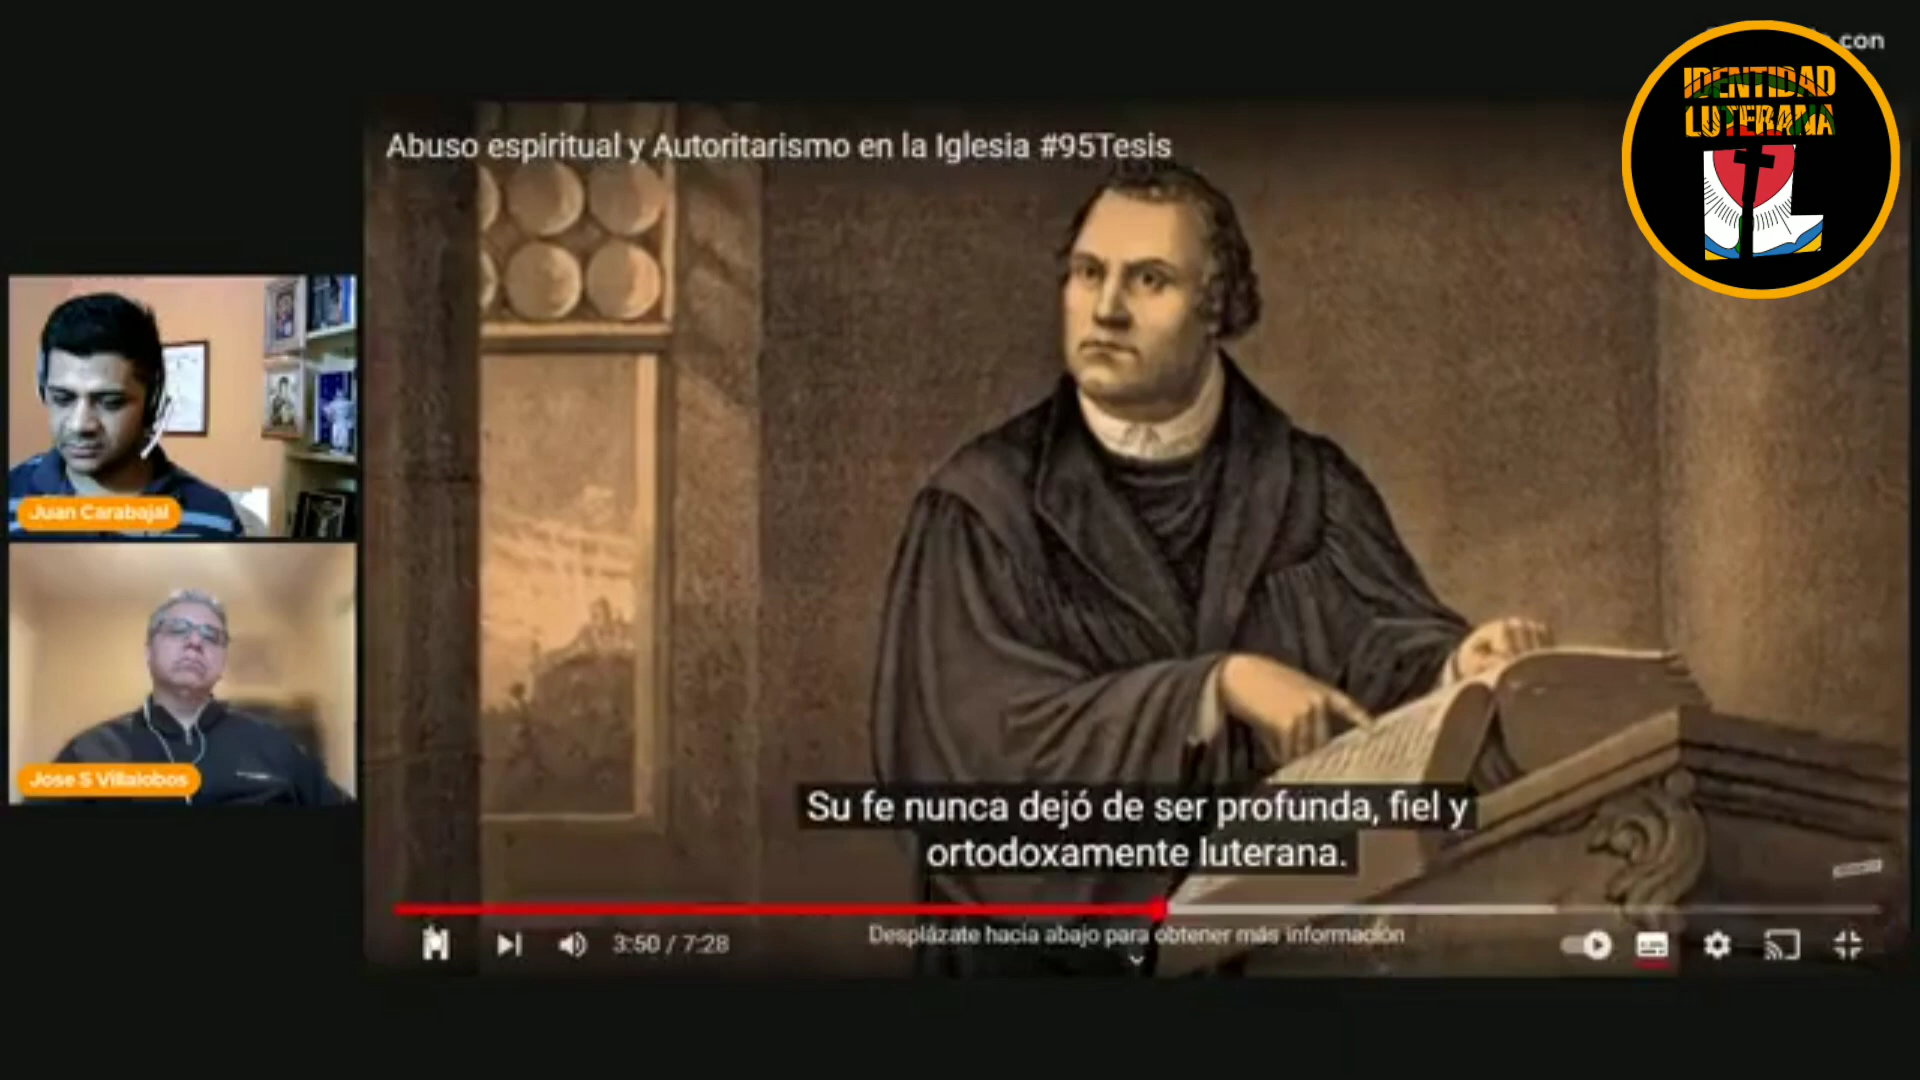 con
IDENTIDAD
LUTERANA
Abuso espiritual y Autoritarismo en la Iglesia #95Tesis
Juan Carabajal
Jose S Villalobos
Su fe nunca dejó de ser profunda, fiel y
ortodoxamente luterana.
3:50 / 7:28
Desplázate hacia abajo para obtener más información